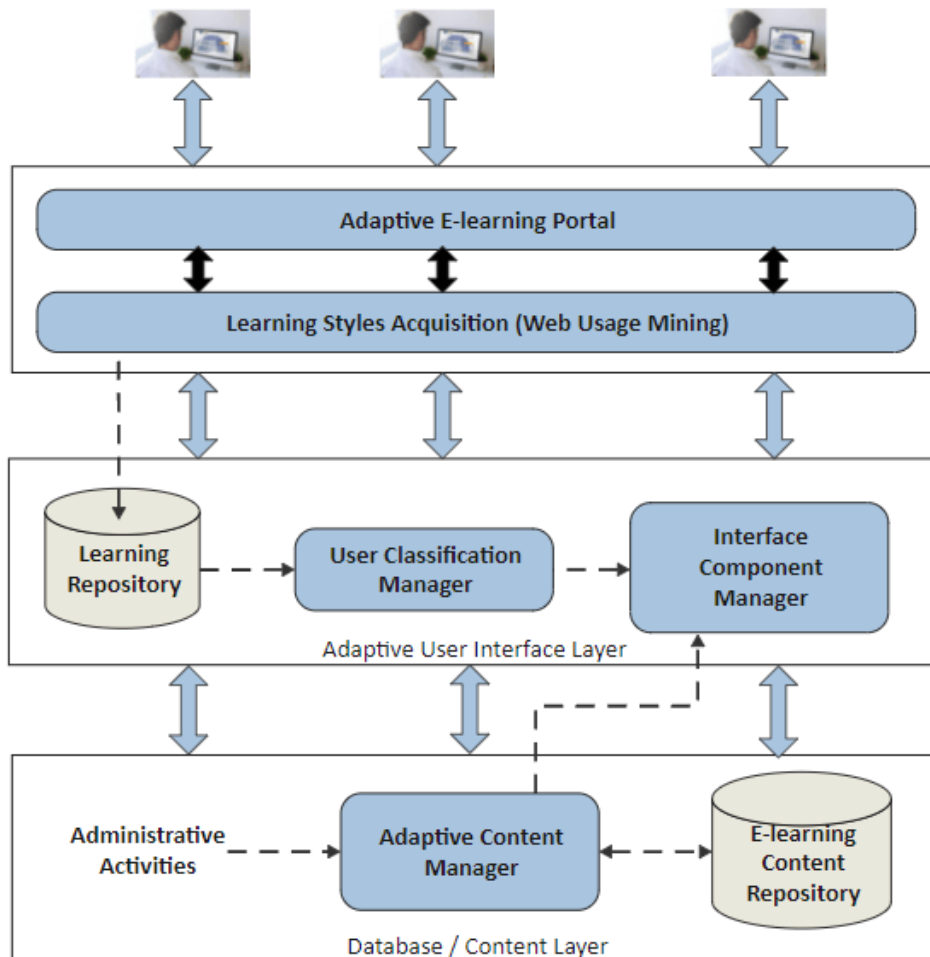 Adaptive E-learning Portal
Learning Styles Acquisition (Web Usage Mining)
Learning
Repository
User Classification
Manager
Interface
Component
Manager
Adaptive User Interface Layer
Administrative
Activities
Adaptive Content
Manager
E-learning
Content
Repository
Database / Content Layer